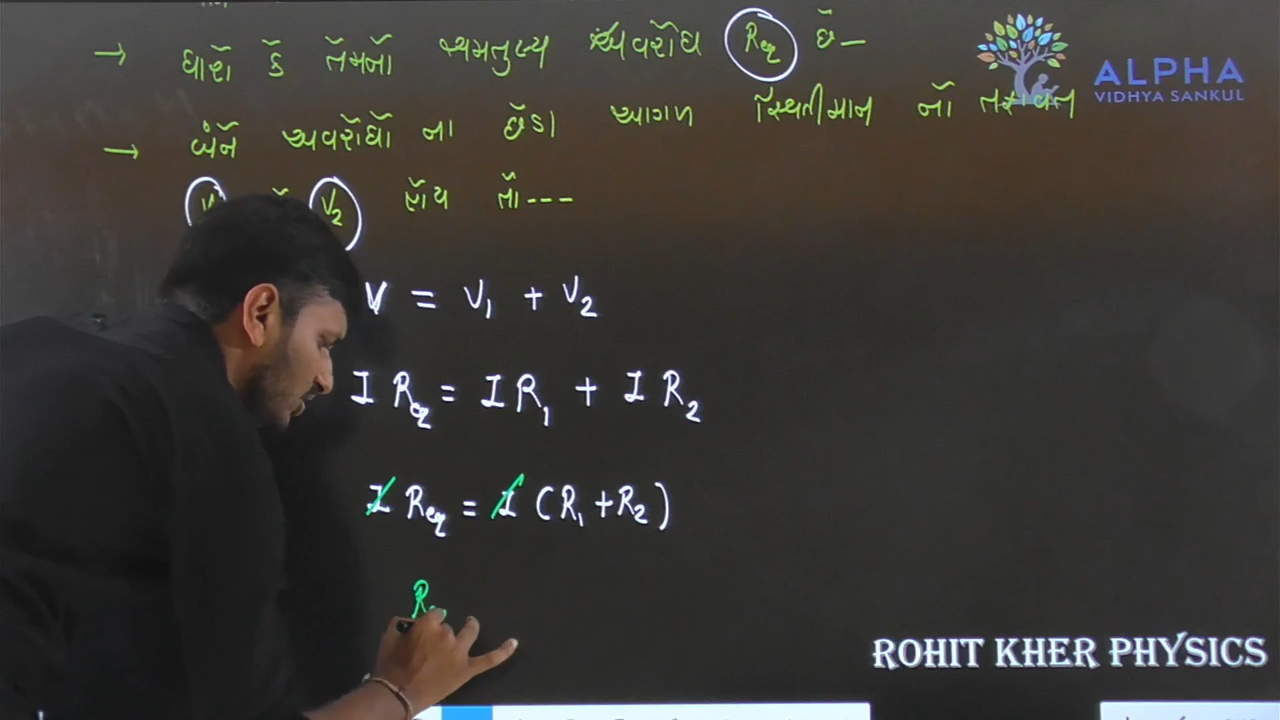 → ધારો કે તેમનો સમતુલ્ય અવરોધ Req છે-
ALPHA
VIDHYA SANKUL
→ બંને અવરોધો ના છેડા આગળ સ્થિતીમાન નો તફાવત
V2 હોય તો---
V = V1 + V2
I Req = I R1 + I R2
I Req = I (R1 + R2)
R
ROHIT KHER PHYSICS